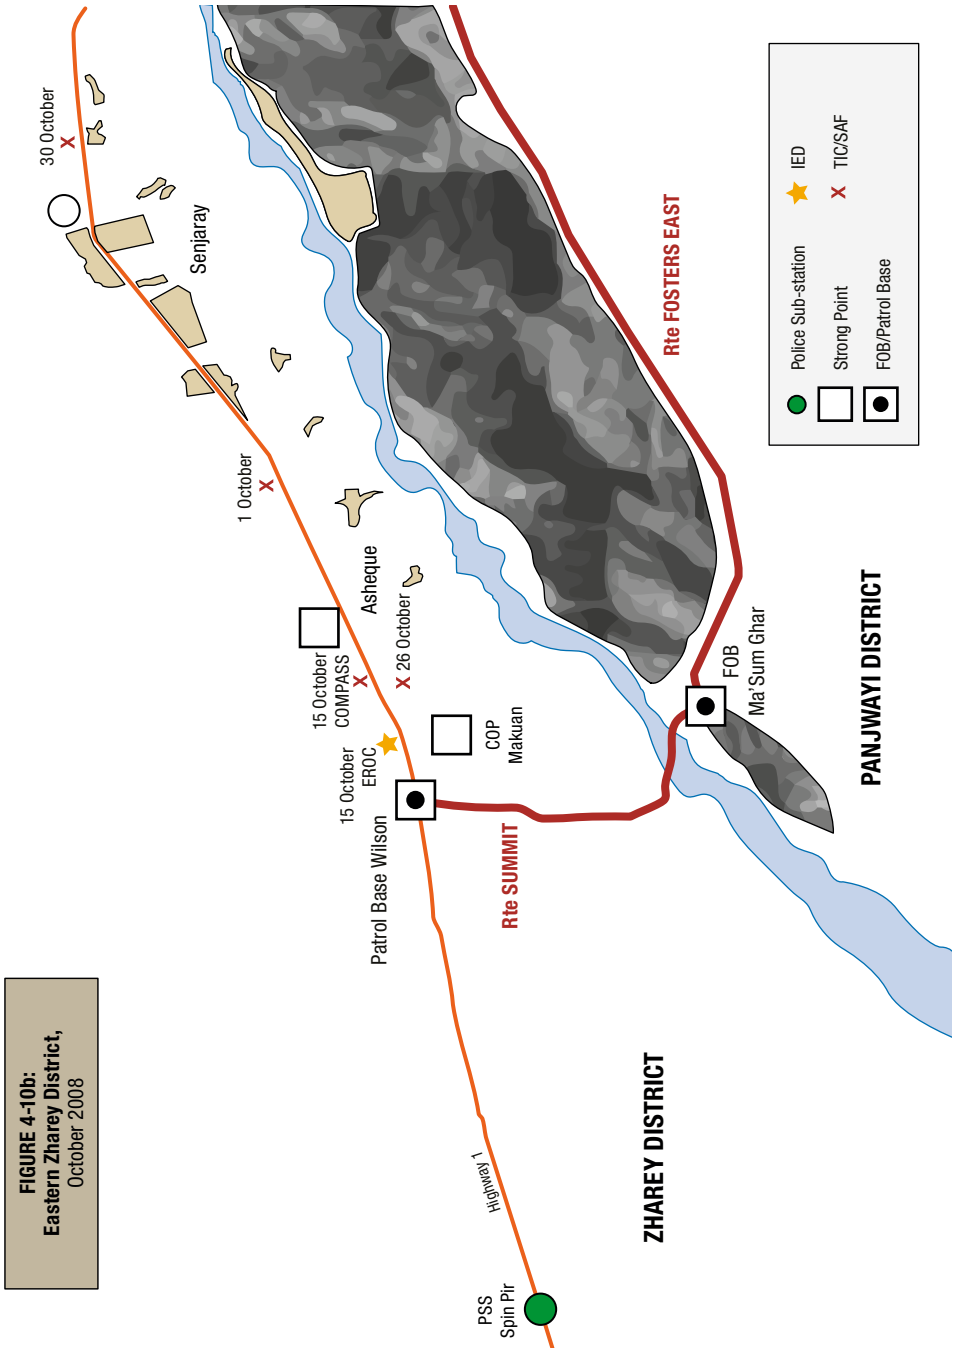 FIGURE 4-10b:
Eastern Zharey District,
October 2008
PSS
Spin Pir
Highway 1
ZHAREY DISTRICT
Patrol Base Wilson
15 October
EROC
15 October
COMPASS
26 October
Asheque
COP
Makuan
Rte SUMMIT
FOB
Ma'Sum Ghar
PANJWAYI DISTRICT
1 October
Senjaray
30 October
Rte FOSTERS EAST
Police Sub-station
IED
Strong Point
TIC/SAF
FOB/Patrol Base